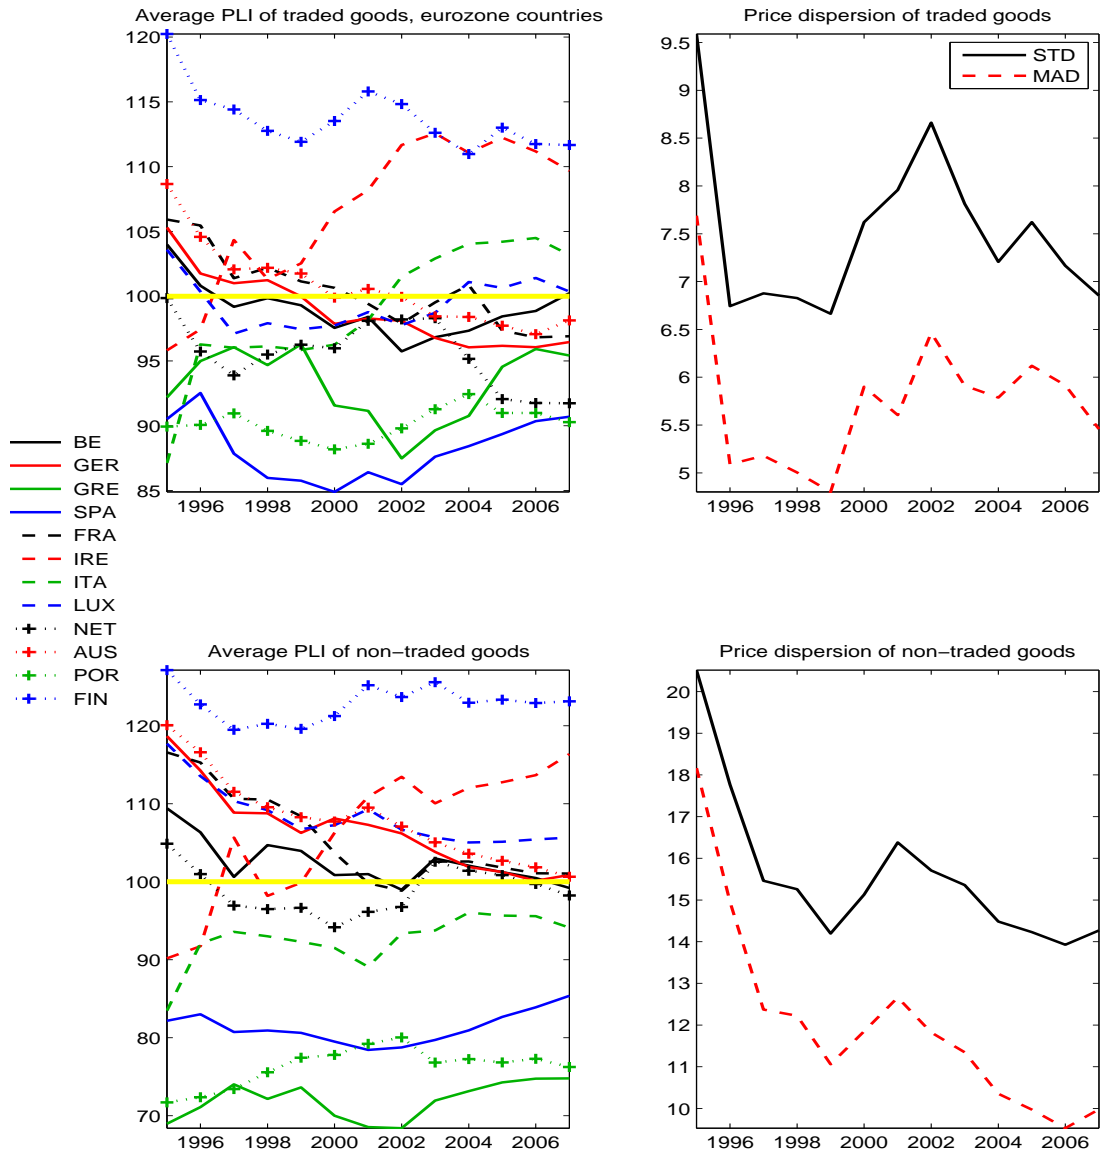 Average PLI of traded goods, eurozone countries
120
115
110
105
100
95
90
85
1996 1998 2000 2002 2004 2006
Price dispersion of traded goods
STD
MAD
9.5
9
8.5
8
7.5
7
6.5
6
5.5
5
1996 1998 2000 2002 2004 2006
BE
GER
GRE
SPA
FRA
IRE
ITA
LUX
NET
AUS
POR
FIN
Average PLI of non−traded goods
120
110
100
90
80
70
1996 1998 2000 2002 2004 2006
Price dispersion of non−traded goods
20
19
18
17
16
15
14
13
12
11
10
1996 1998 2000 2002 2004 2006